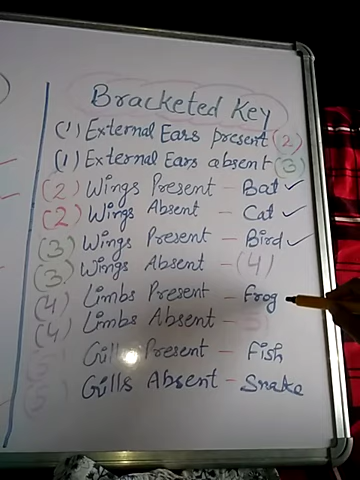 Bracketed Key
(1) External Ears present (2)
(1) External Ears absent (3)
(2) Wings Present - Bat ✓
(2) Wings Absent - Cat ✓
(3) Wings Present - Bird ✓
(3) Wings Absent - (4)
(4) Limbs Present - Frog
(4) Limbs Absent -
Gills Present - Fish
Gills Absent - Snake